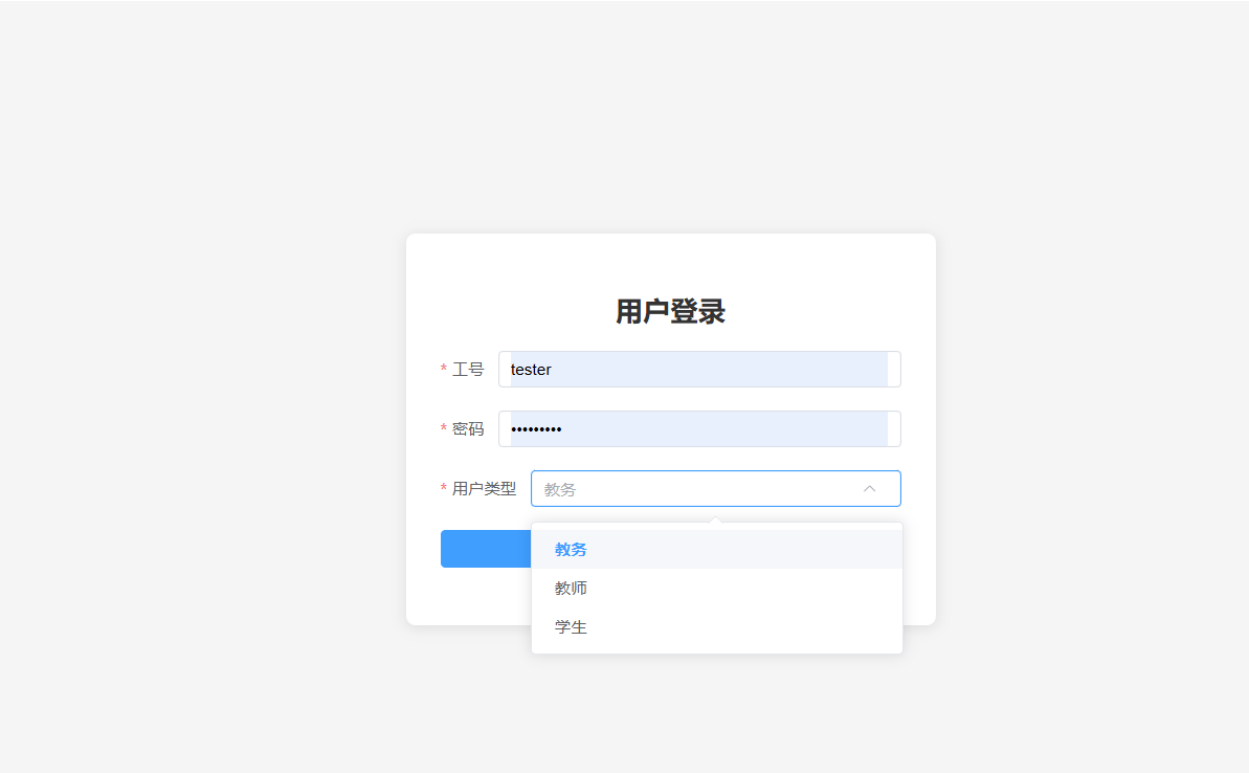 用户登录
* 工号 tester
* 密码 •••••••••
* 用户类型 教务
教务
教师
学生